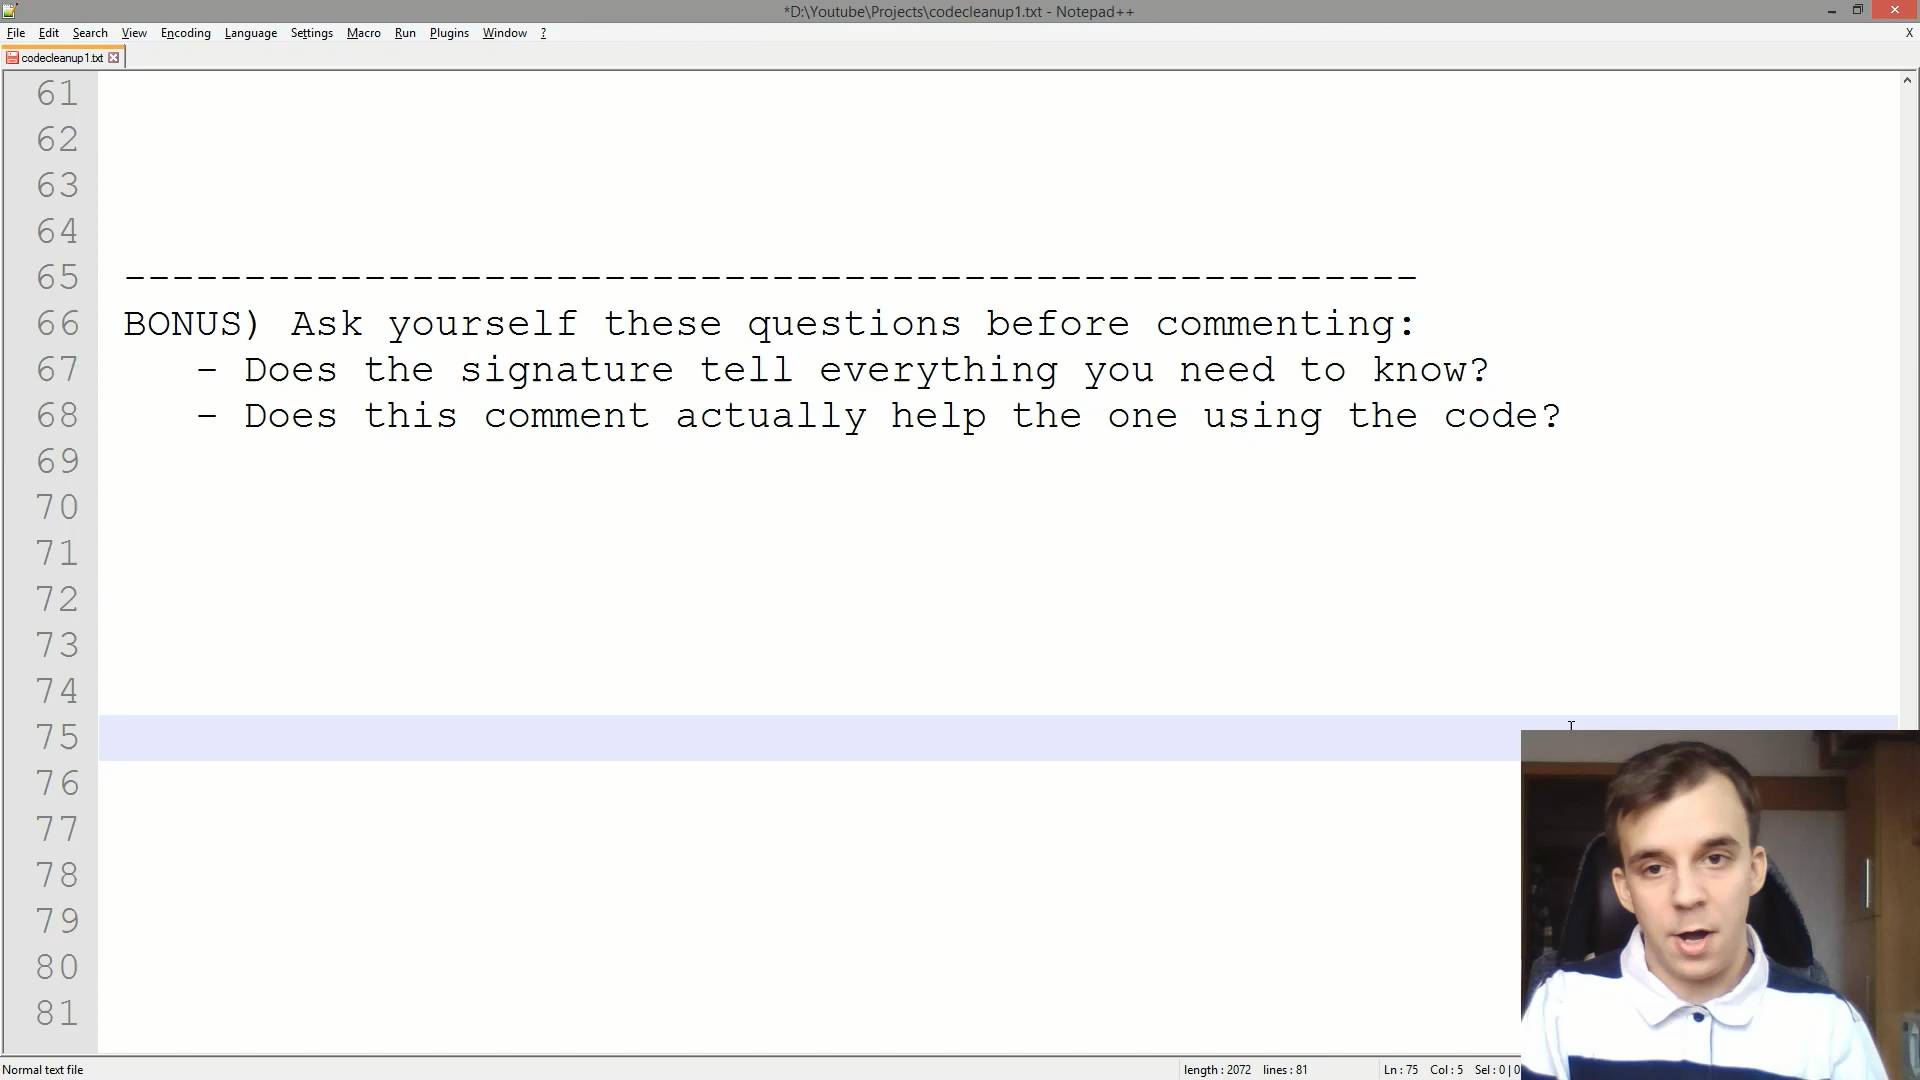 *D:\Youtube\Projects\codecleanup1.txt - Notepad++
File Edit Search View Encoding Language Settings Macro Run Plugins Window ? X
codecleanup1.txt
61
62
63
64
65 ------------------------------------------------------
66 BONUS) Ask yourself these questions before commenting:
67 - Does the signature tell everything you need to know?
68 - Does this comment actually help the one using the code?
69
70
71
72
73
74
75
76
77
78
79
80
81
Normal text file length : 2072 lines : 81 Ln : 75 Col : 5 Sel : 0 | 0